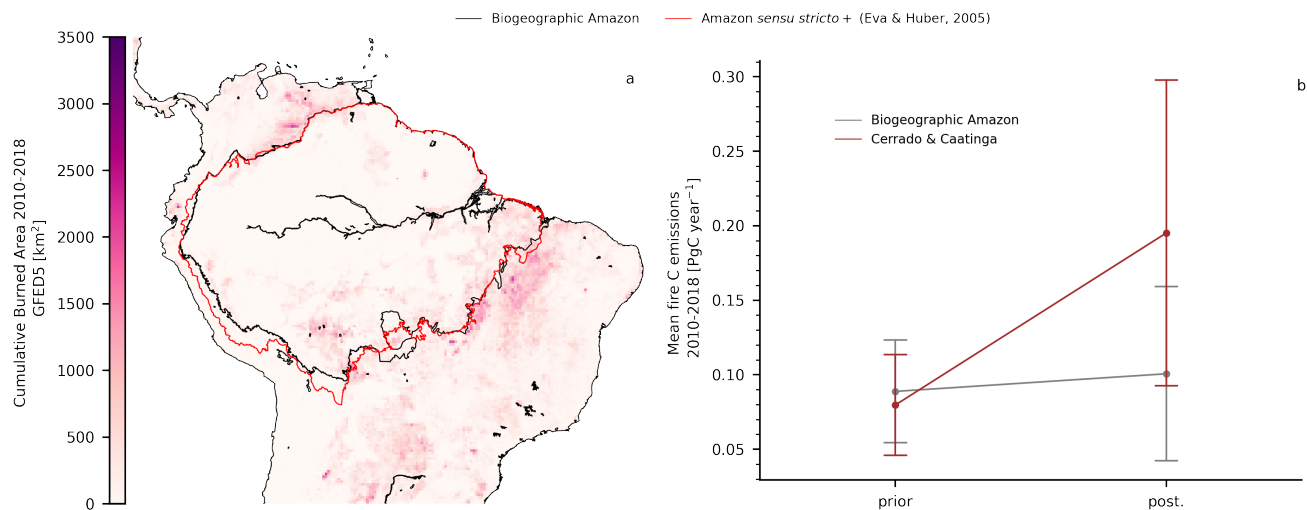 Biogeographic Amazon
Amazon sensu stricto + (Eva & Huber, 2005)
Cumulative Burned Area 2010-2018
GFED5 [km²]
3500
3000
2500
2000
1500
1000
500
0
a
Mean fire C emissions
2010-2018 [PgC year⁻¹]
0.30
0.25
0.20
0.15
0.10
0.05
b
Biogeographic Amazon
Cerrado & Caatinga
prior
post.